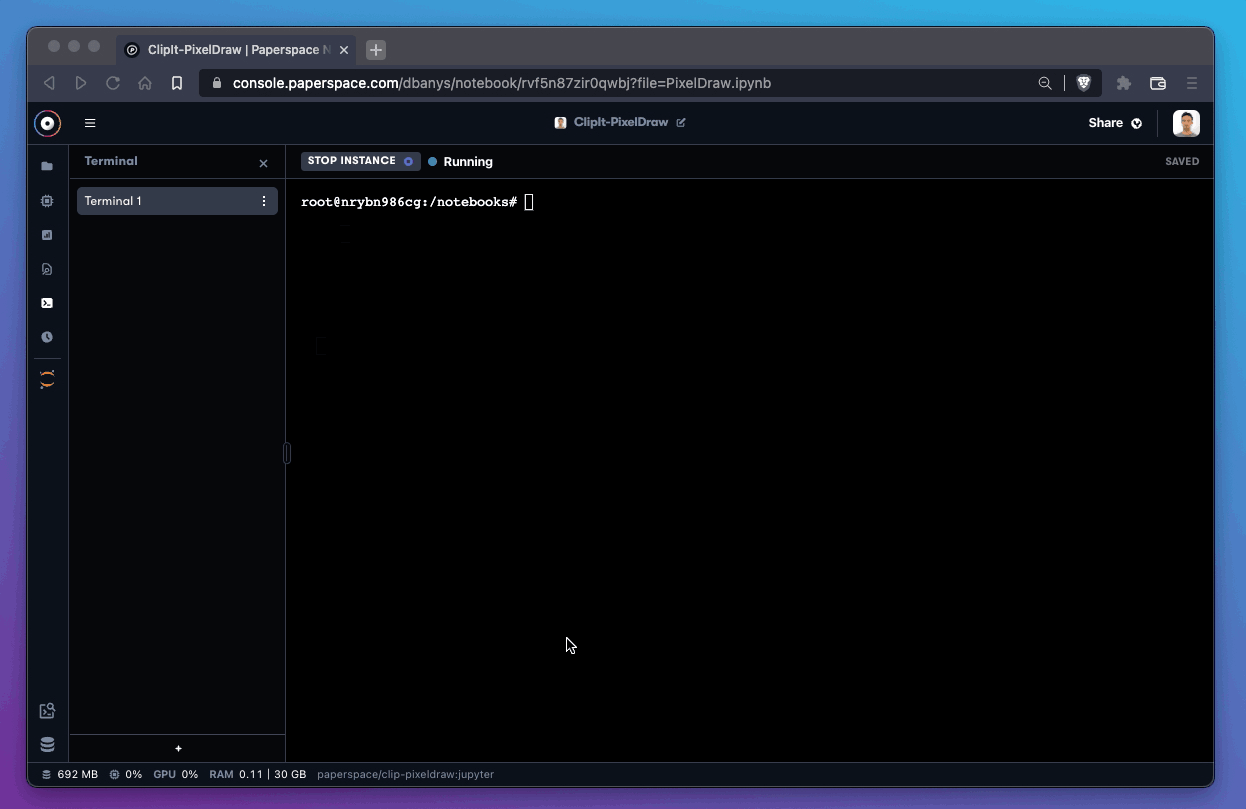 ClipIt-PixelDraw | Paperspace N
console.paperspace.com/dbanys/notebook/rvf5n87zir0qwbj?file=PixelDraw.ipynb
ClipIt-PixelDraw
Share
Terminal
STOP INSTANCE
Running
SAVED
Terminal 1
root@nrybn986cg:/notebooks#
692 MB 0% GPU 0% RAM 0.11 | 30 GB paperspace/clip-pixeldraw:jupyter